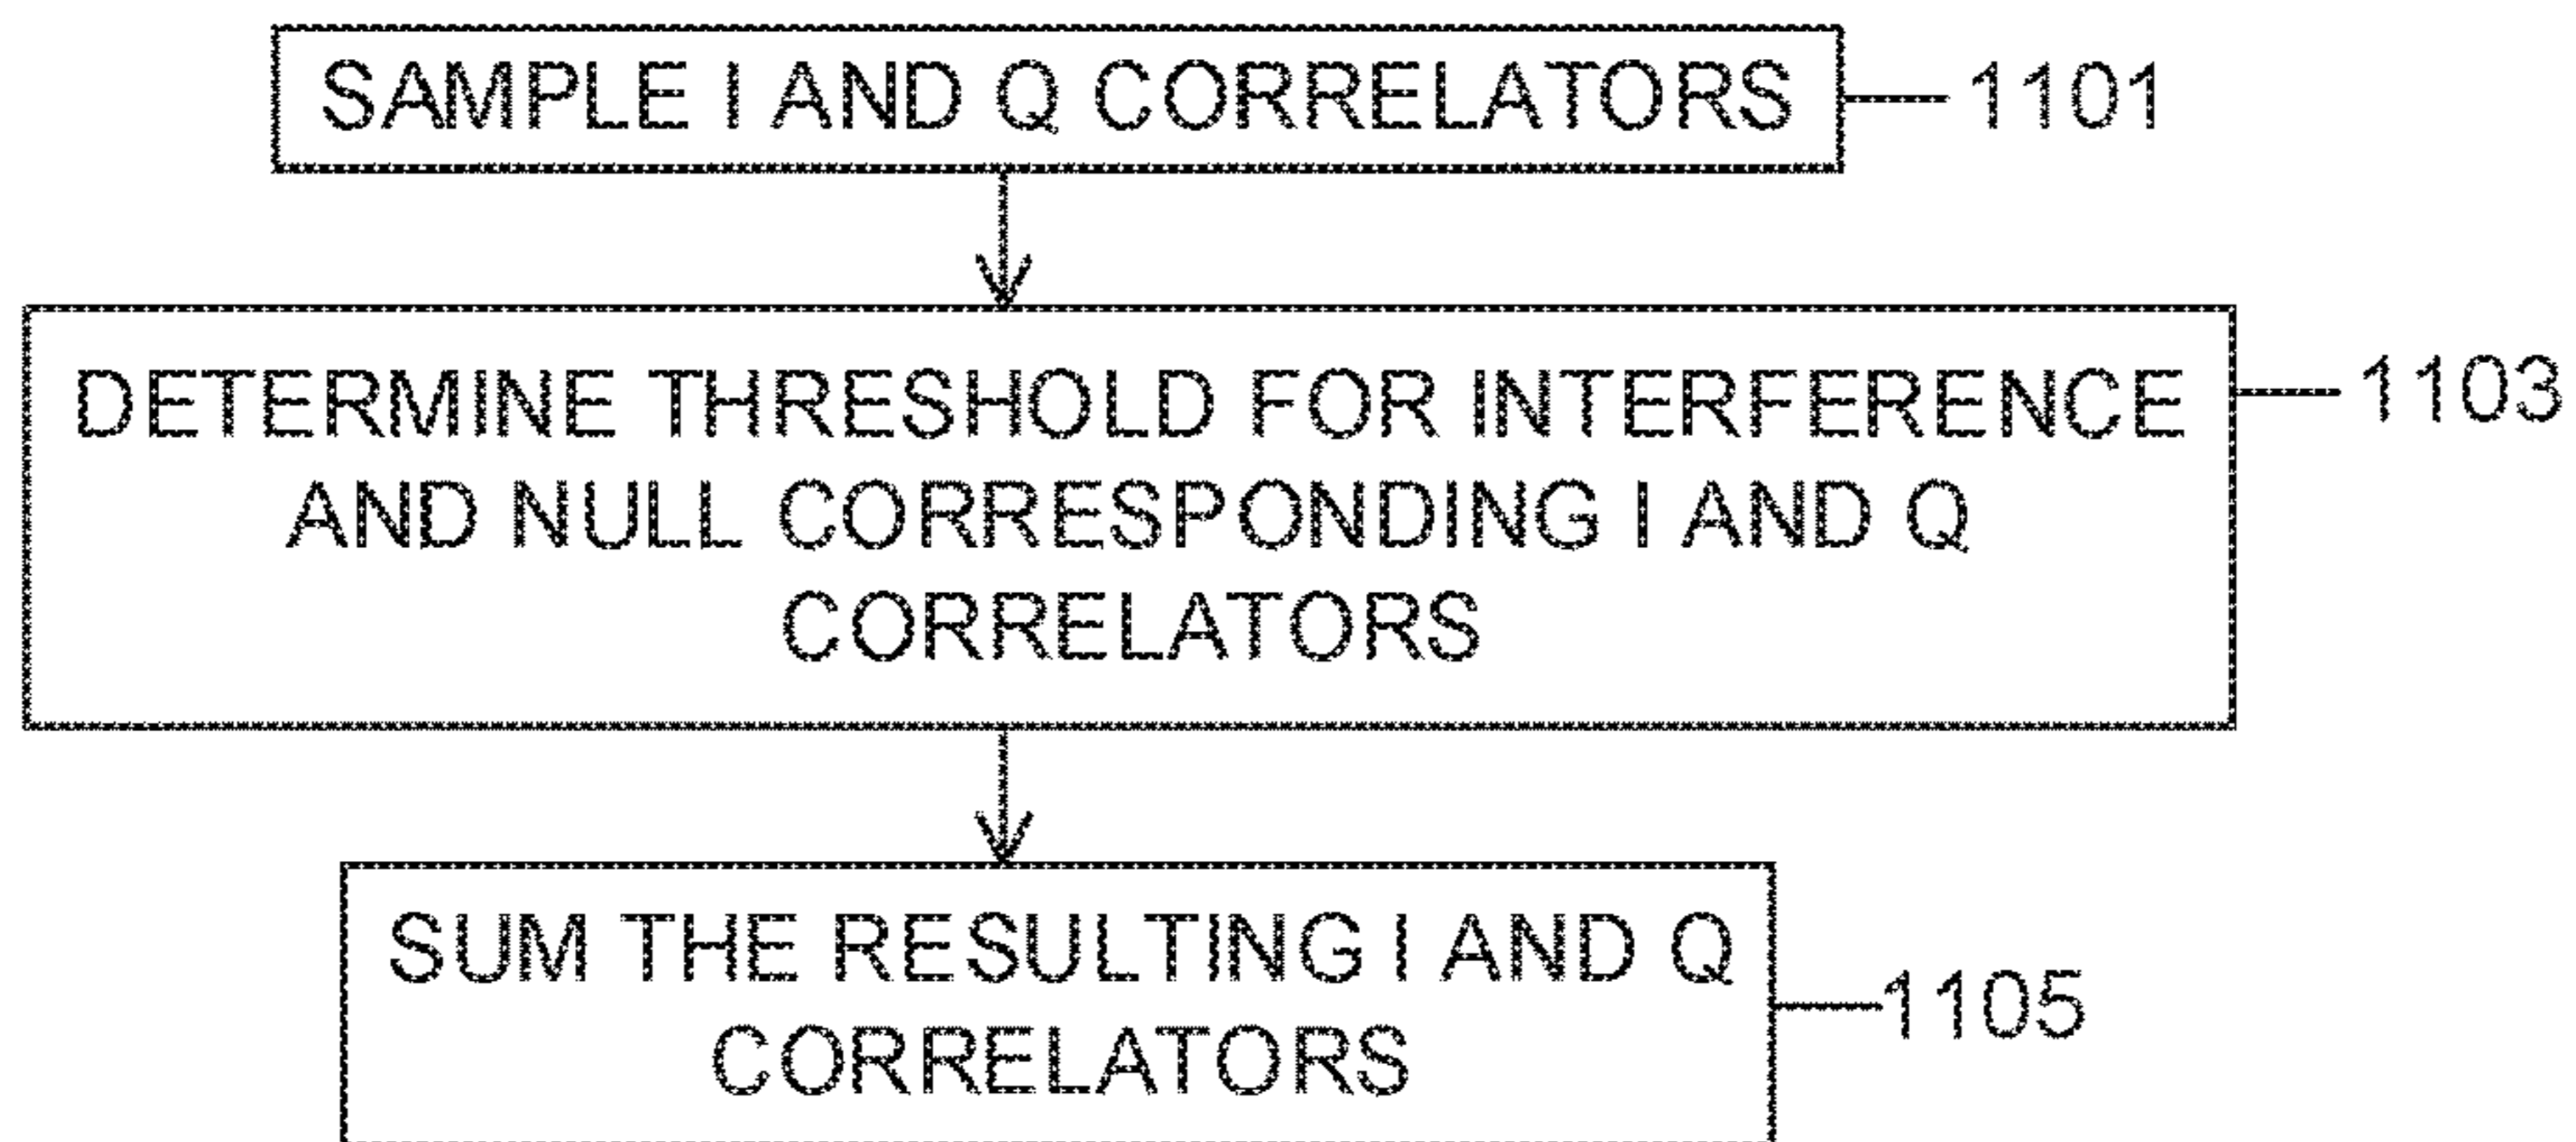 SAMPLE I AND Q CORRELATORS
1101
DETERMINE THRESHOLD FOR INTERFERENCE
AND NULL CORRESPONDING I AND Q
CORRELATORS
1103
SUM THE RESULTING I AND Q
CORRELATORS
1105